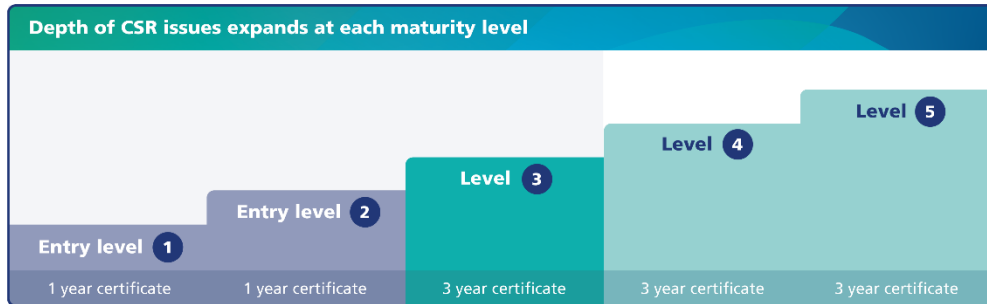 Depth of CSR issues expands at each maturity level
Entry level 1
Entry level 2
Level 3
Level 4
Level 5
1 year certificate
1 year certificate
3 year certificate
3 year certificate
3 year certificate